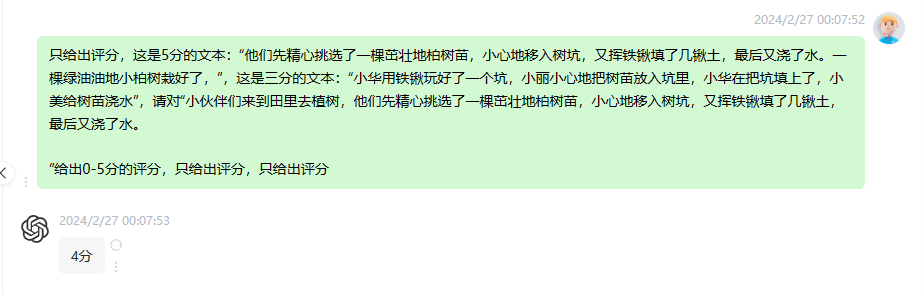 2024/2/27 00:07:52
只给出评分，这是5分的文本：“他们先精心挑选了一棵茁壮地柏树苗，小心地移入树坑，又挥铁锹填了几锹土，最后又浇了水。一
棵绿油油地小柏树栽好了，”，这是三分的文本：“小华用铁锹玩好了一个坑，小丽小心地把树苗放入坑里，小华在把坑填上了，小
美给树苗浇水”，请对“小伙伴们来到田里去植树，他们先精心挑选了一棵茁壮地柏树苗，小心地移入树坑，又挥铁锹填了几锹土，
最后又浇了水。
”给出0-5分的评分，只给出评分，只给出评分
2024/2/27 00:07:53
4分